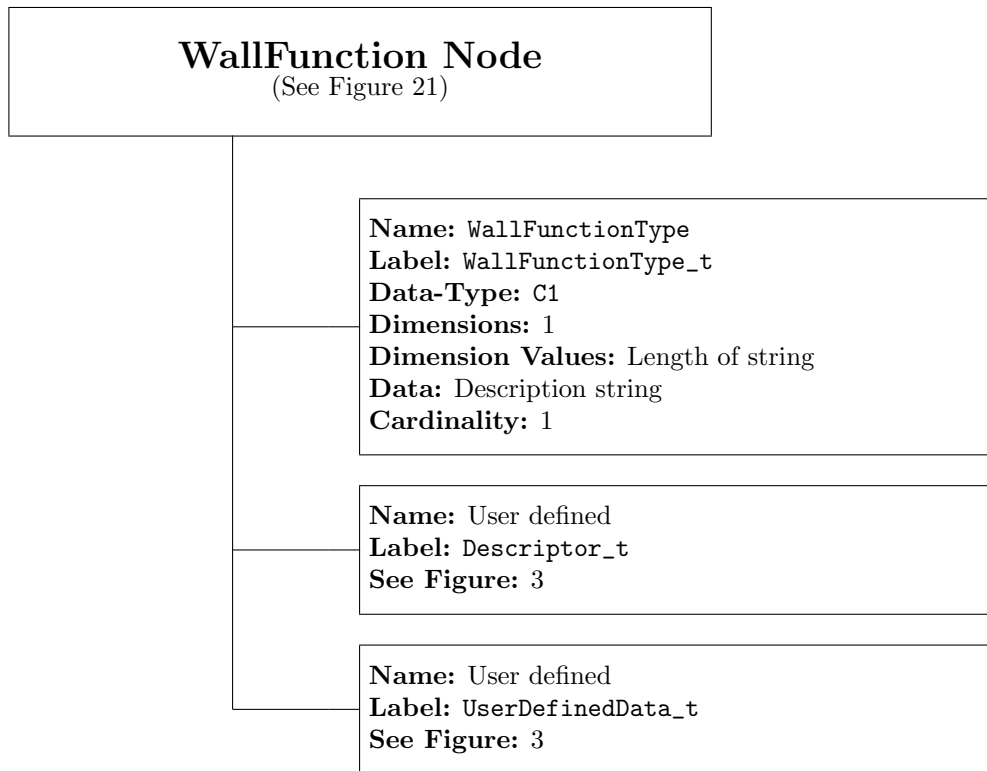 WallFunction Node
(See Figure 21)
Name: WallFunctionType
Label: WallFunctionType_t
Data-Type: C1
Dimensions: 1
Dimension Values: Length of string
Data: Description string
Cardinality: 1
Name: User defined
Label: Descriptor_t
See Figure: 3
Name: User defined
Label: UserDefinedData_t
See Figure: 3